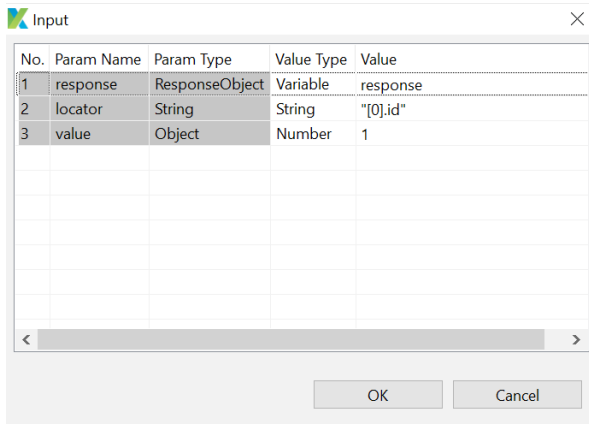 Input
No. Param Name Param Type Value Type Value
1 response ResponseObject Variable response
2 locator String String "[0].id"
3 value Object Number 1
OK Cancel